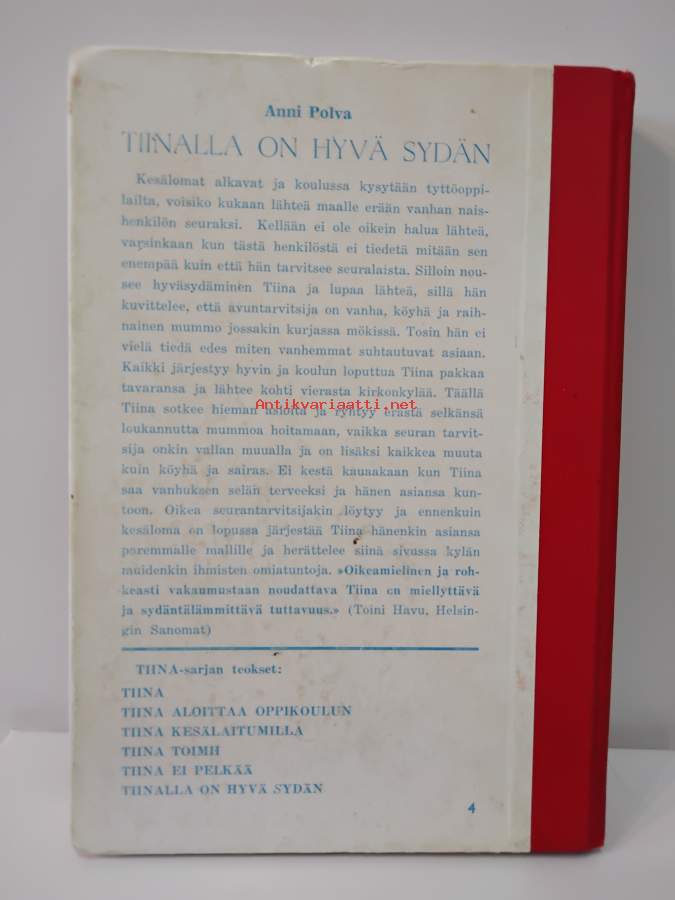 Anni Polva
TIINALLA ON HYVÄ SYDÄN
Kesälomat alkavat ja koulussa kysytään tyttöoppi-
lailta, voisiko kukaan lähteä maalle erään vanhan nais-
henkilön seuraksi. Kellään ei ole oikein halua lähteä,
varsinkaan kun tästä henkilöstä ei tiedetä mitään sen
enempää kuin että hän tarvitsee seuralaista. Silloin nou-
see hyväsydäminen Tiina ja lupaa lähteä, sillä hän
kuvittelee, että avuntarvitsija on vanha, köyhä ja raih-
nainen mummo jossakin kurjassa mökissä. Tosin hän ei
vielä tiedä edes miten vanhemmat suhtautuvat asiaan.
Kaikki järjestyy hyvin ja koulun loputtua Tiina pakkaa
tavaransa ja lähtee kohti vierasta kirkonkylää. Täällä
Antikvariaatti.net
Tiina sotkee hieman asioita ja ryhtyy erästä selkänsä
loukannutta mummoa hoitamaan, vaikka seuran tarvit-
sija onkin vallan muualla ja on lisäksi kaikkea muuta
kuin köyhä ja sairas. Ei kestä kauaakaan kun Tiina
saa vanhuksen selän terveeksi ja hänen asiansa kun-
toon. Oikea seurantarvitsijakin löytyy ja ennenkuin
kesäloma on lopussa järjestää Tiina hänenkin asiansa
paremmalle mallille ja herättelee siinä sivussa kylän
muidenkin ihmisten omiatuntoja. »Oikeamielinen ja roh-
keasti vakaumustaan noudattava Tiina on miellyttävä
ja sydäntälämmittävä tuttavuus.» (Toini Havu, Helsin-
gin Sanomat)
TIINA-sarjan teokset:
TIINA
TIINA ALOITTAA OPPIKOULUN
TIINA KESÄLAITUMILLA
TIINA TOIMII
TIINA EI PELKÄÄ
TIINALLA ON HYVÄ SYDÄN
4